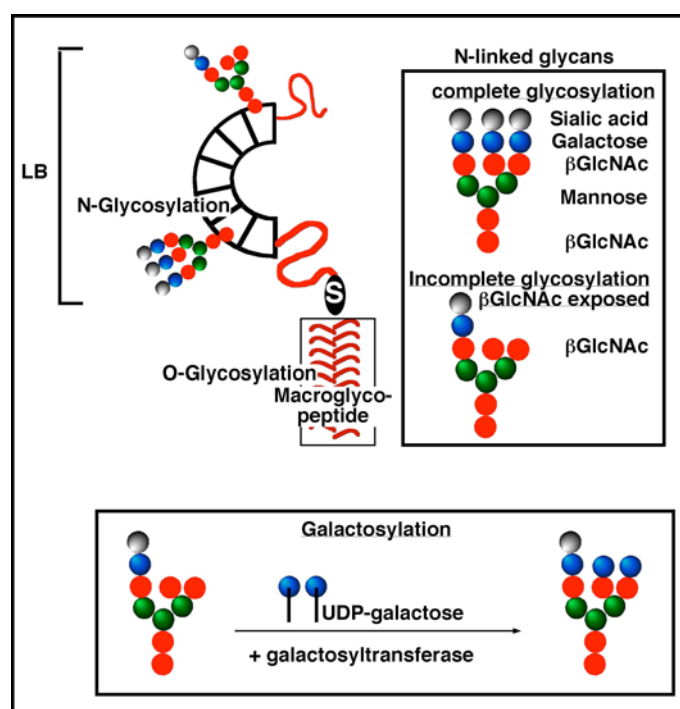 LB
N-Glycosylation
S
O-Glycosylation
Macroglyco-
peptide
N-linked glycans
complete glycosylation
Sialic acid
Galactose
βGlcNAc
Mannose
βGlcNAc
Incomplete glycosylation
βGlcNAc exposed
βGlcNAc
Galactosylation
UDP-galactose
+ galactosyltransferase